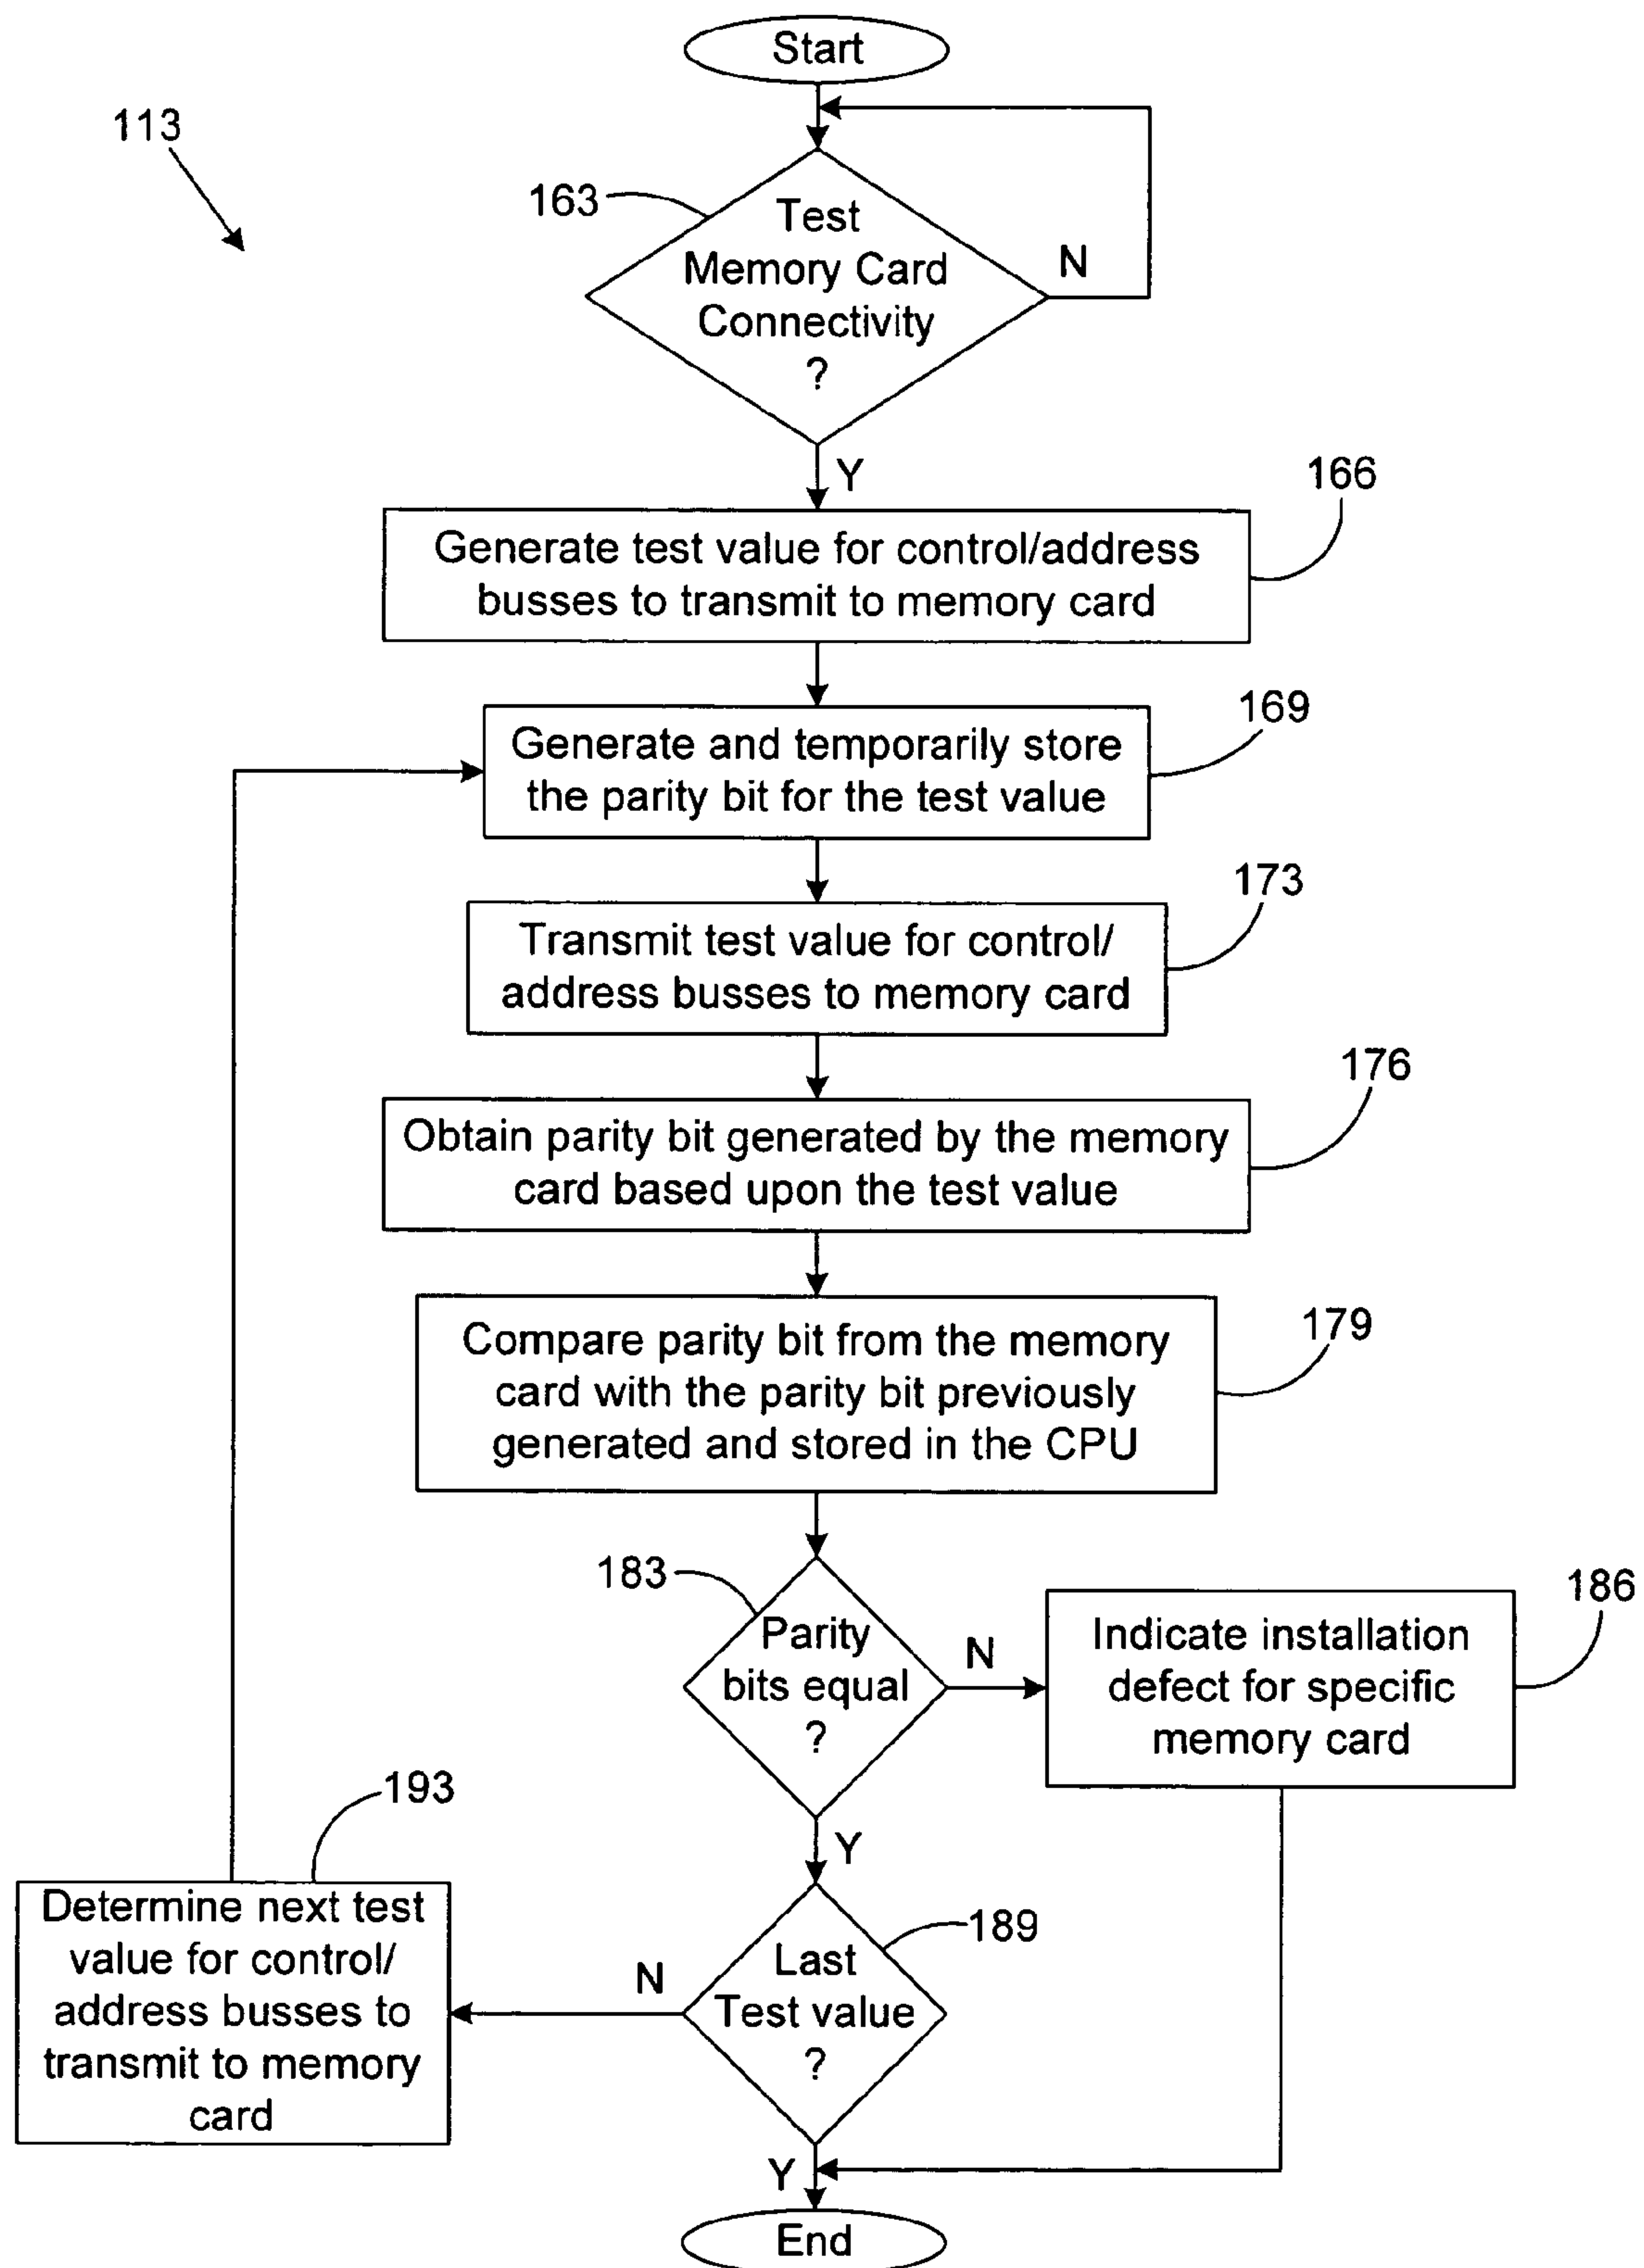 Start
113
163
Test
Memory Card
Connectivity
?
N
Y
166
Generate test value for control/address
busses to transmit to memory card
169
Generate and temporarily store
the parity bit for the test value
173
Transmit test value for control/
address busses to memory card
176
Obtain parity bit generated by the memory
card based upon the test value
179
Compare parity bit from the memory
card with the parity bit previously
generated and stored in the CPU
183
Parity
bits equal
?
N
186
Indicate installation
defect for specific
memory card
Y
193
Determine next test
value for control/
address busses to
transmit to memory
card
189
Last
Test value
?
N
Y
End